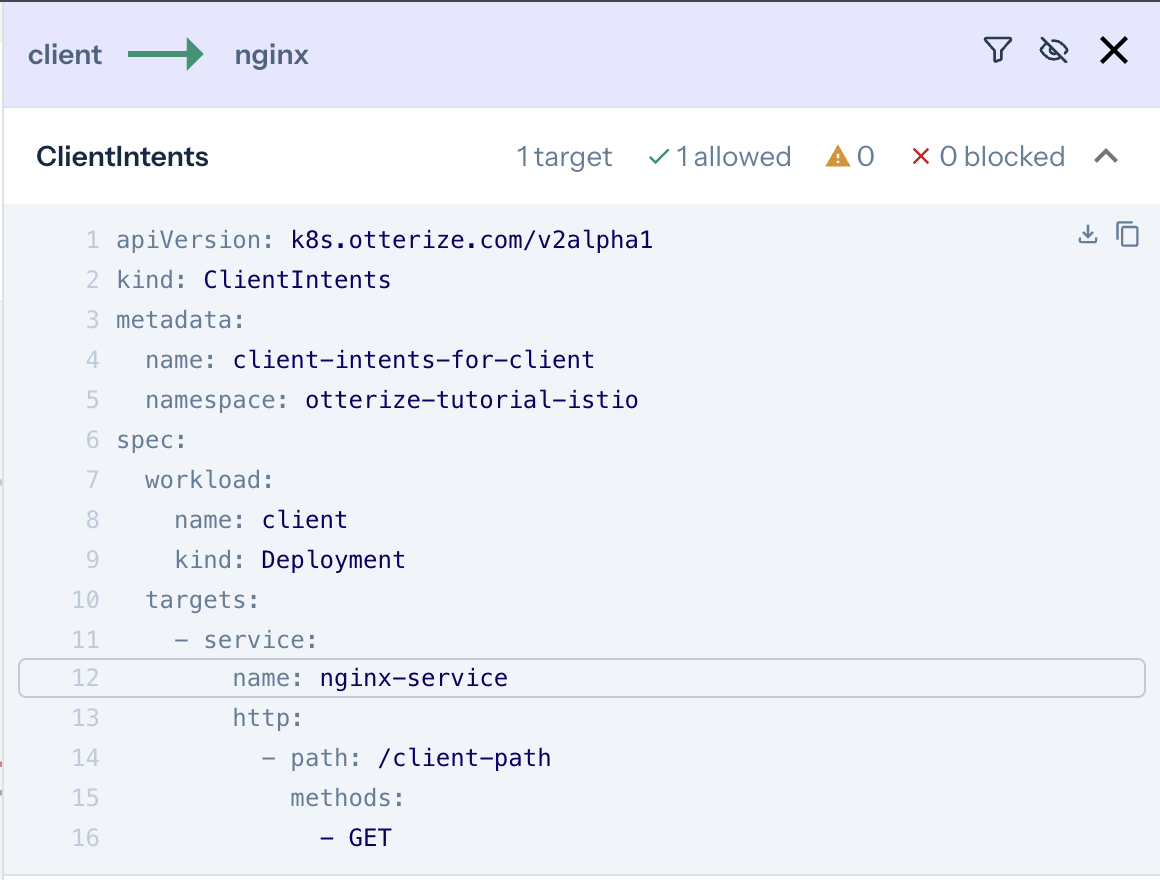 client nginx
ClientIntents 1 target 1 allowed 0 0 blocked
1 apiVersion: k8s.otterize.com/v2alpha1
2 kind: ClientIntents
3 metadata:
4   name: client-intents-for-client
5   namespace: otterize-tutorial-istio
6 spec:
7   workload:
8     name: client
9     kind: Deployment
10   targets:
11     - service:
12         name: nginx-service
13         http:
14           - path: /client-path
15             methods:
16               - GET